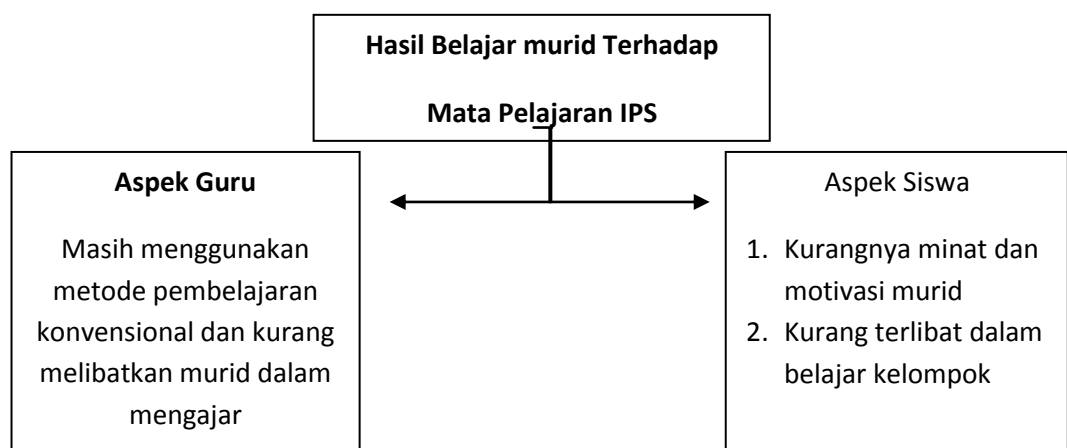 Hasil Belajar murid Terhadap
Mata Pelajaran IPS
Aspek Guru
Masih menggunakan
metode pembelajaran
konvensional dan kurang
melibatkan murid dalam
mengajar
Aspek Siswa
1. Kurangnya minat dan
motivasi murid
2. Kurang terlibat dalam
belajar kelompok